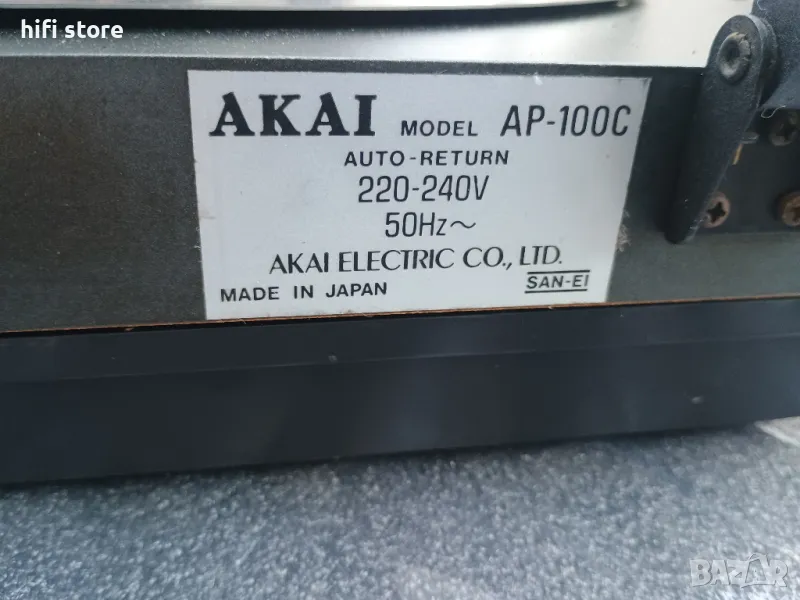 hifi store
AKAI MODEL AP-100C
AUTO-RETURN
220-240V
50Hz~
AKAI ELECTRIC CO., LTD.
MADE IN JAPAN SAN-EI
BAZAR